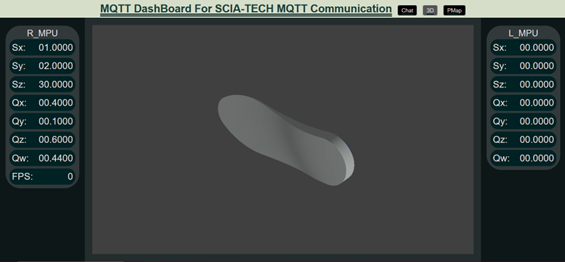 MQTT DashBoard For SCIA-TECH MQTT Communication Chat 3D PMap
R_MPU
Sx: 01.0000
Sy: 02.0000
Sz: 30.0000
Qx: 00.4000
Qy: 00.1000
Qz: 00.6000
Qw: 00.4400
FPS: 0
L_MPU
Sx: 00.0000
Sy: 00.0000
Sz: 00.0000
Qx: 00.0000
Qy: 00.0000
Qz: 00.0000
Qw: 00.0000